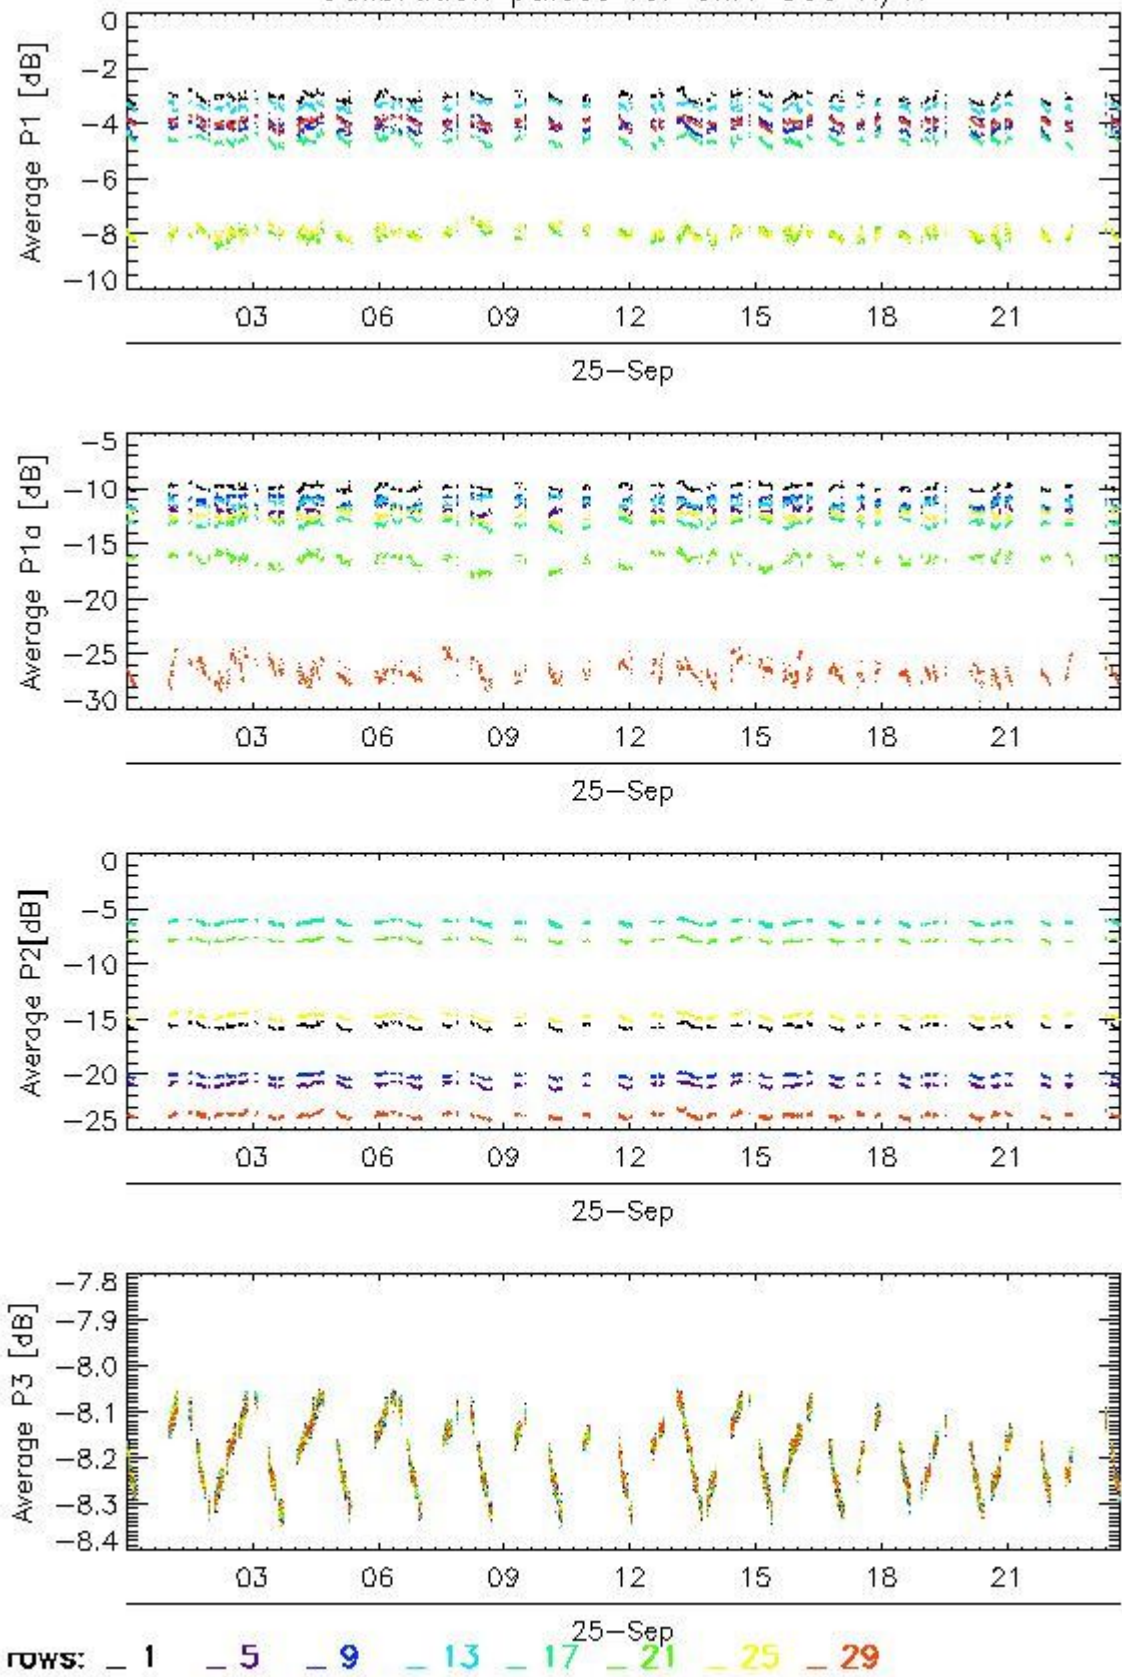 Average P1 [dB]
0
-2
-4
-6
-8
-10
03 06 09 12 15 18 21
25-Sep
Average P1a [dB]
-5
-10
-15
-20
-25
-30
03 06 09 12 15 18 21
25-Sep
Average P2[dB]
0
-5
-10
-15
-20
-25
03 06 09 12 15 18 21
25-Sep
Average P3 [dB]
-7.8
-7.9
-8.0
-8.1
-8.2
-8.3
-8.4
03 06 09 12 15 18 21
25-Sep
rows: _ 1 _ 5 _ 9 _ 13 _ 17 _ 21 _ 25 _ 29